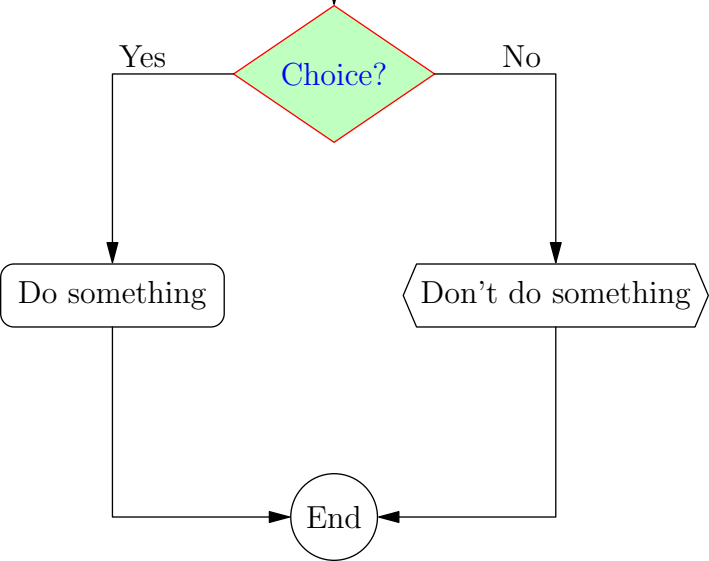 Yes
No
Choice?
Do something
Don't do something
End